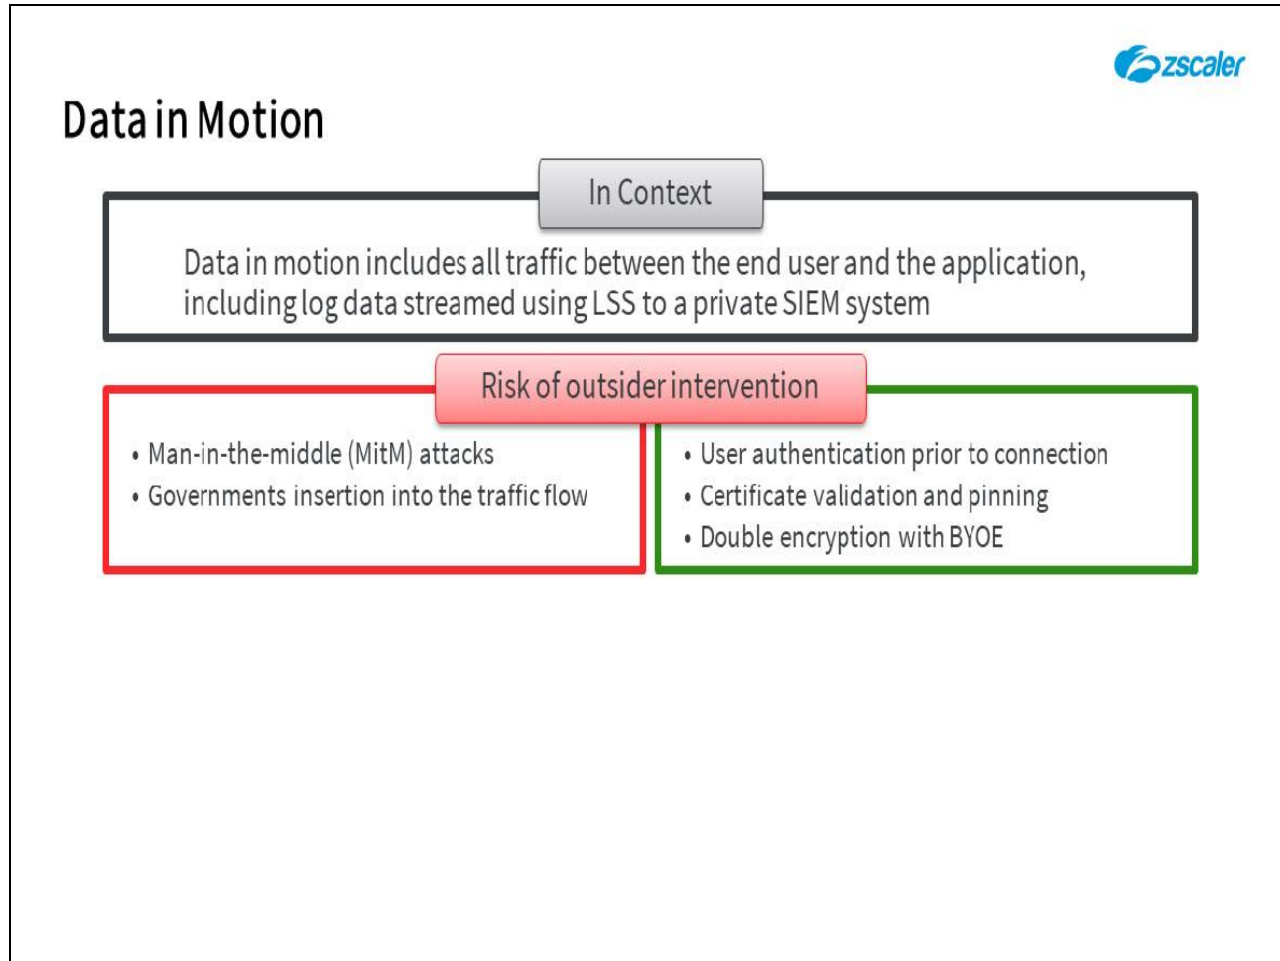 zscaler
Data in Motion
In Context
Data in motion includes all traffic between the end user and the application,
including log data streamed using LSS to a private SIEM system
Risk of outsider intervention
• Man-in-the-middle (MitM) attacks
• Governments insertion into the traffic flow
• User authentication prior to connection
• Certificate validation and pinning
• Double encryption with BYOE